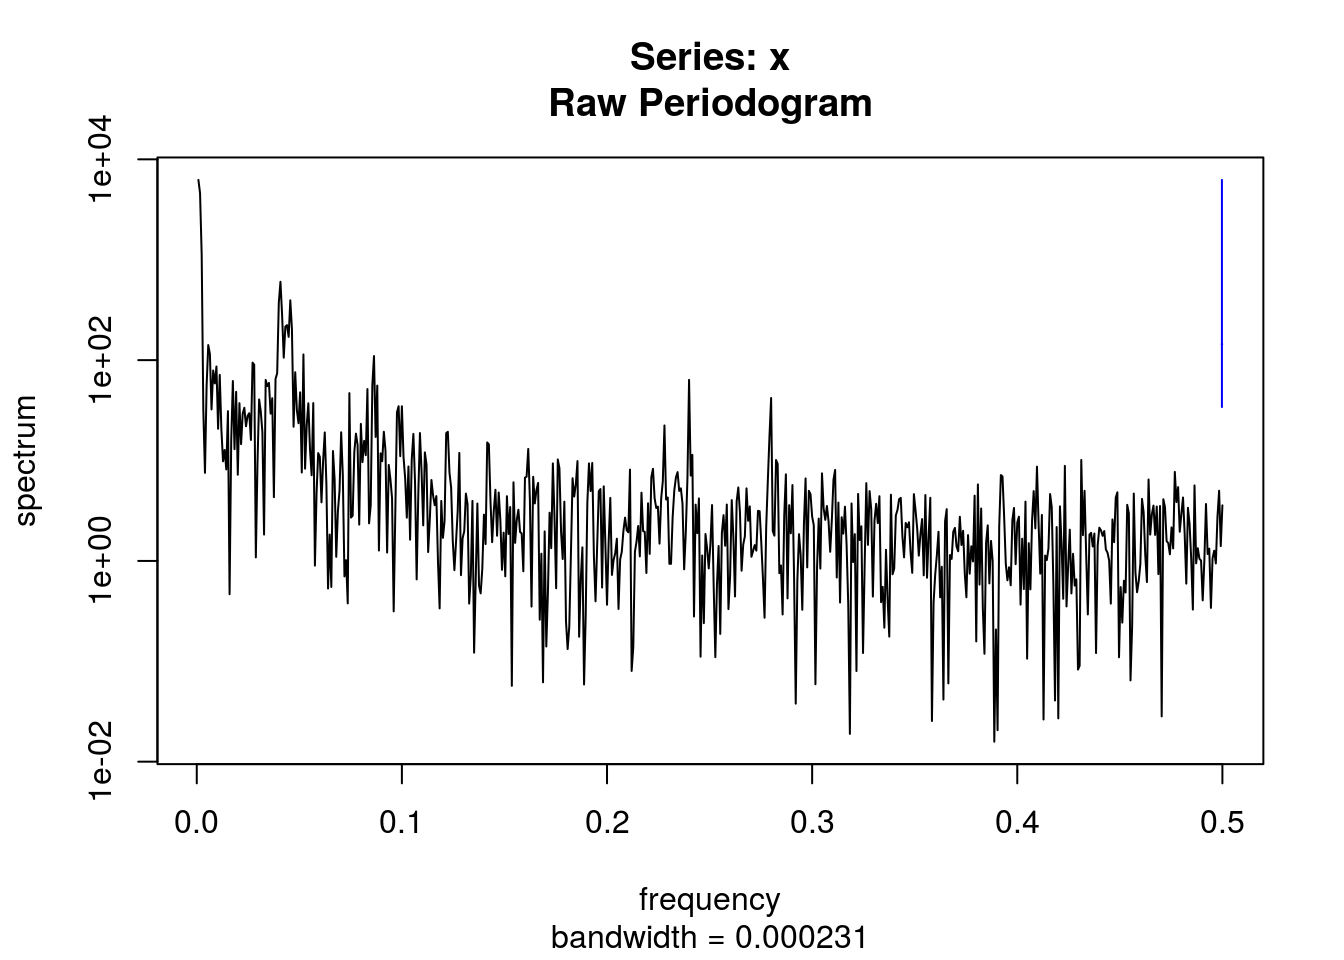 Series: x
Raw Periodogram
spectrum
1e+04
1e+02
1e+00
1e-02
0.0 0.1 0.2 0.3 0.4 0.5
frequency
bandwidth = 0.000231